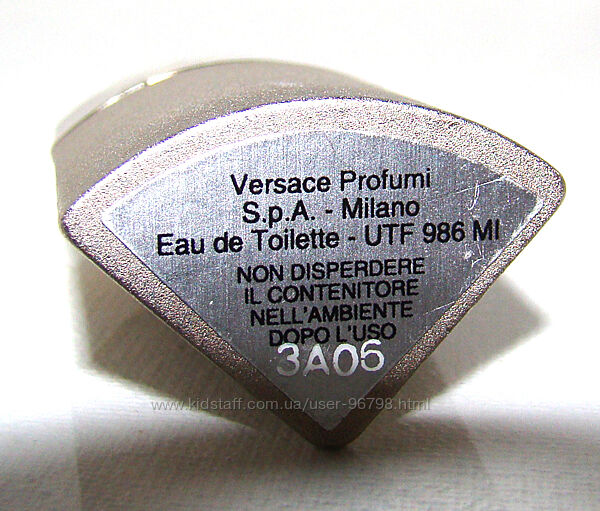 Versace Profumi
S.p.A. - Milano
Eau de Toilette - UTF 986 MI
NON DISPERDERE
IL CONTENITORE
NELL'AMBIENTE
DOPO L'USO
3A06
www.kidstaff.com.ua/user-96798.html